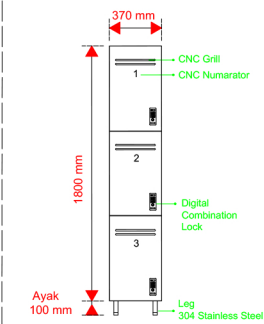 370 mm
CNC Grill
1
CNC Numarator
1800 mm
2
Digital
Combination
Lock
3
Ayak
100 mm
Leg
304 Stainless Steel